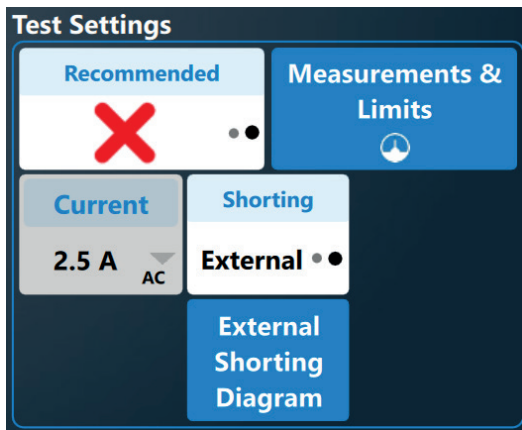 Test Settings
Recommended
Measurements &
Limits
Current
2.5 A
AC
Shorting
External
External
Shorting
Diagram